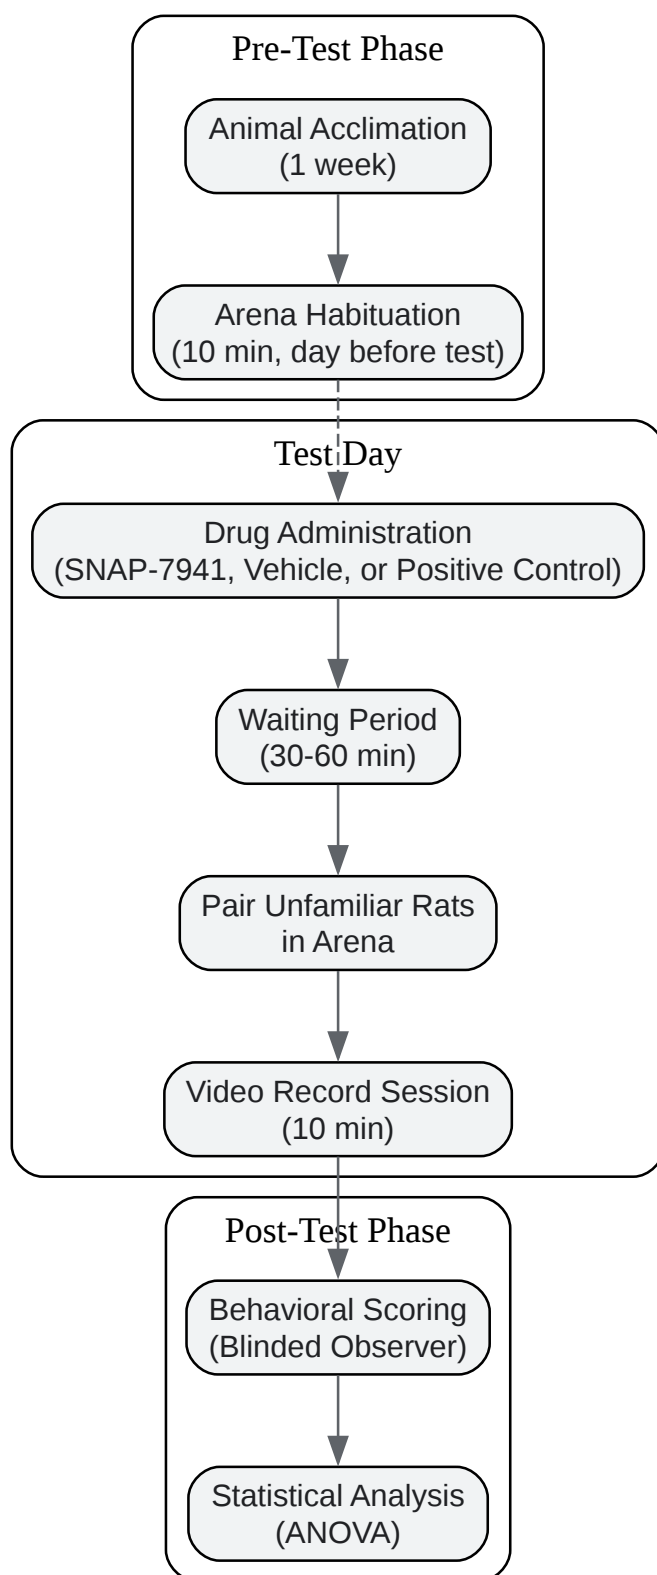 Pre-Test Phase
Animal Acclimation
(1 week)
Arena Habituation
(10 min, day before test)
Test Day
Drug Administration
(SNAP-7941, Vehicle, or Positive Control)
Waiting Period
(30-60 min)
Pair Unfamiliar Rats
in Arena
Video Record Session
(10 min)
Post-Test Phase
Behavioral Scoring
(Blinded Observer)
Statistical Analysis
(ANOVA)